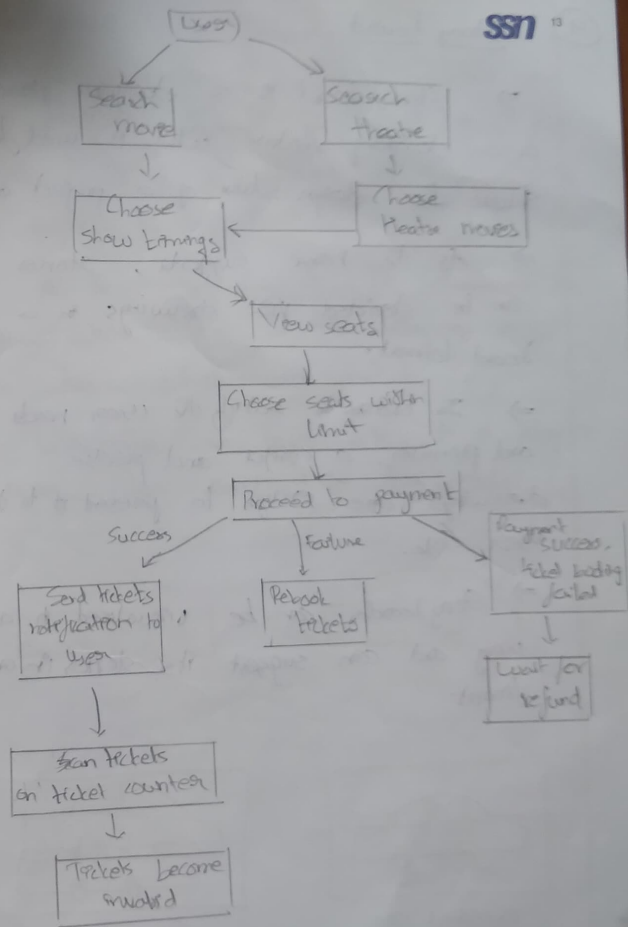 ssn 13
User
Search
movie
Search
theatre
Choose
show timings
Choose
theatre movies
View seats
Choose seats within
limit
Proceed to payment
Success
Failure
Payment
success,
ticket booking
failed
Send tickets
notification to
user
Rebook
tickets
Wait for
refund
Scan tickets
on ticket counter
Tickets become
invalid